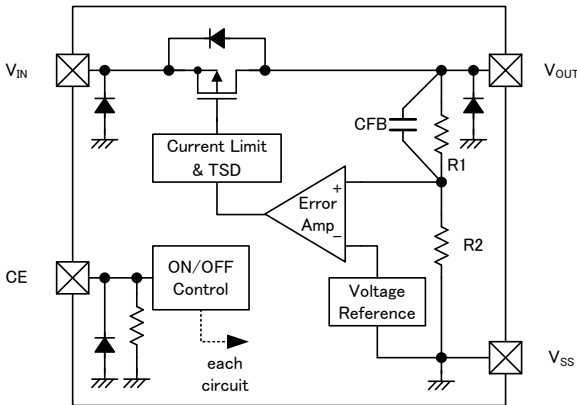 VIN
VOUT
CFB
R1
Current Limit
& TSD
+
Error
Amp
−
R2
CE
ON/OFF
Control
Voltage
Reference
each
circuit
VSS